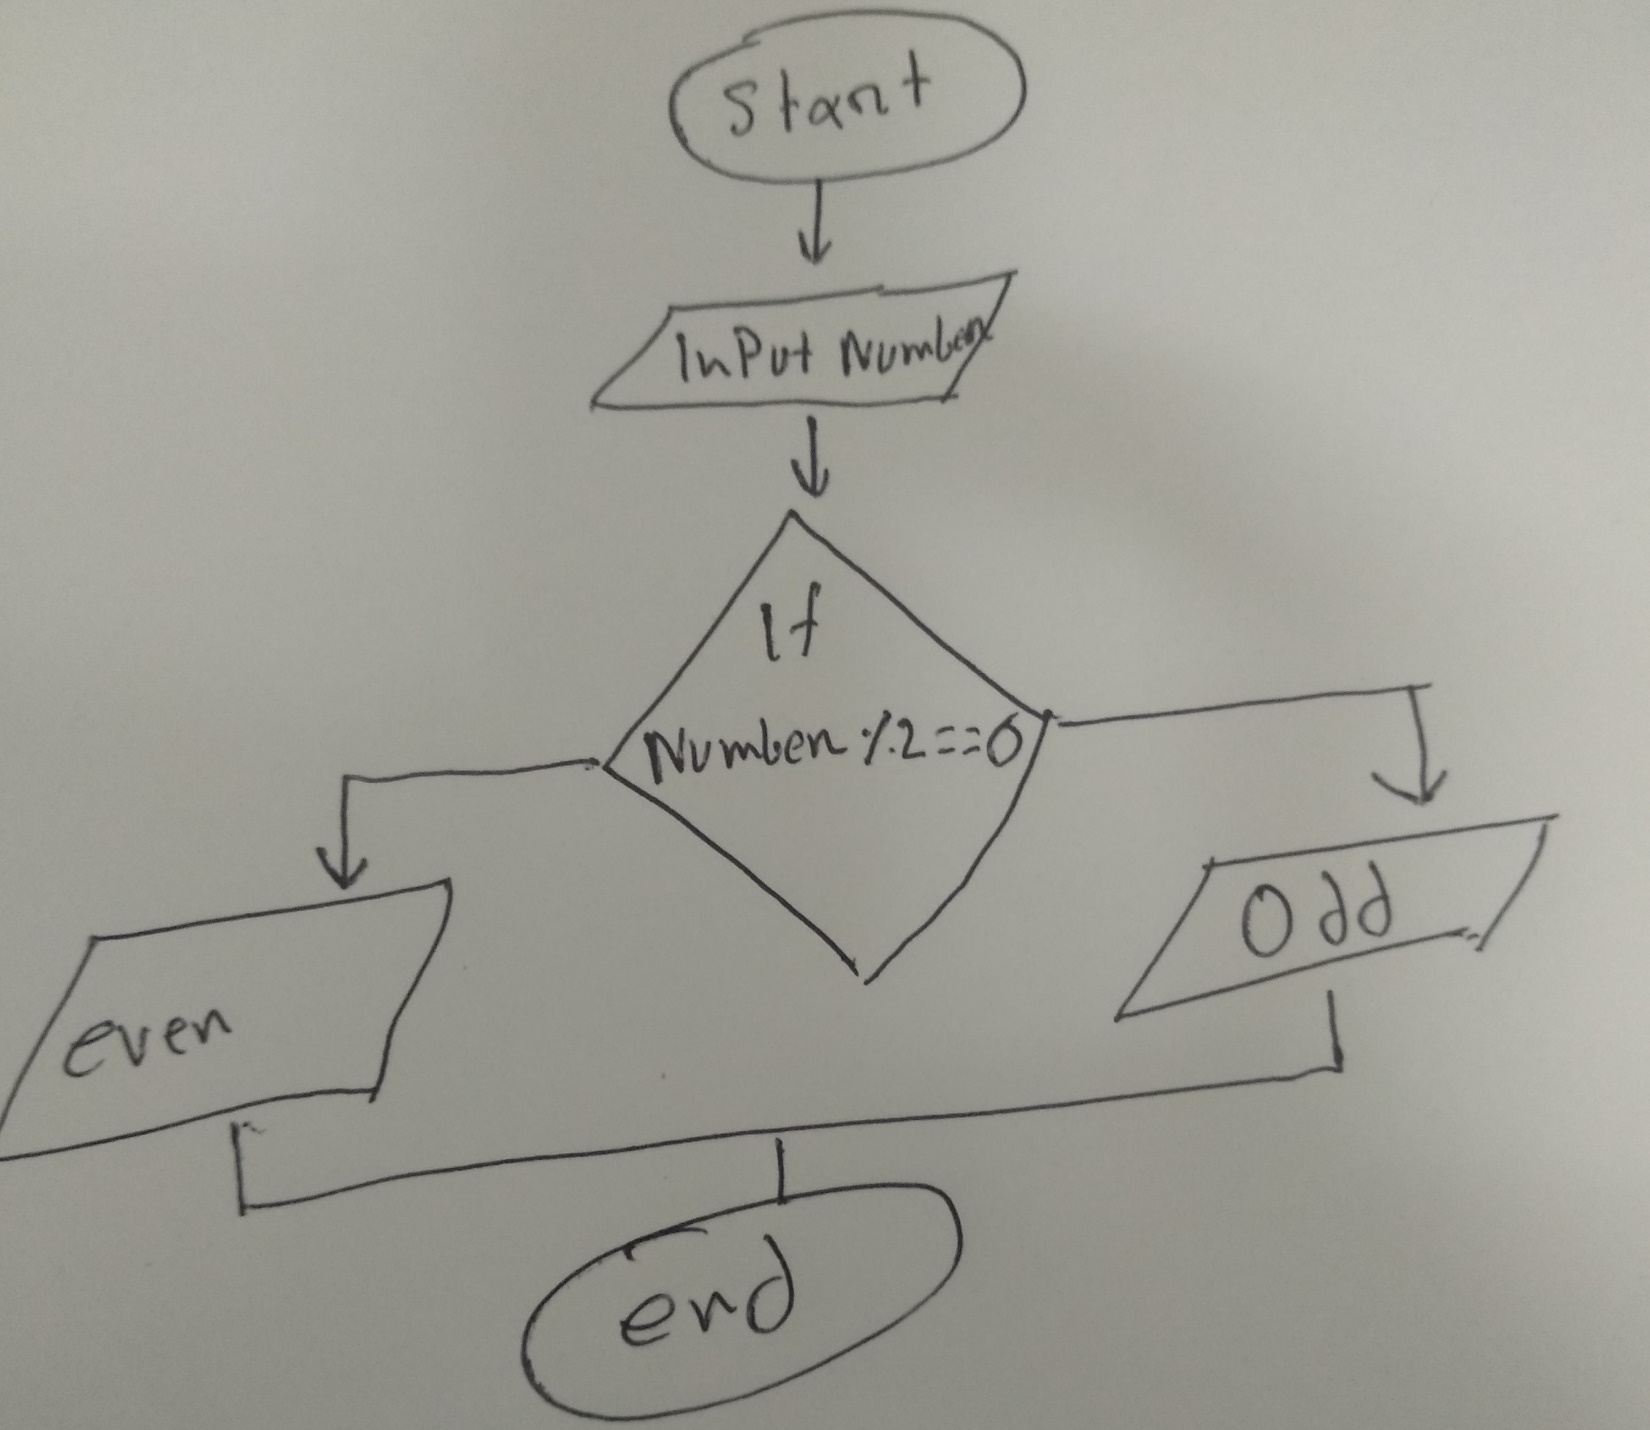 Start
InPut Number
If
Number %2==0
Odd
even
end